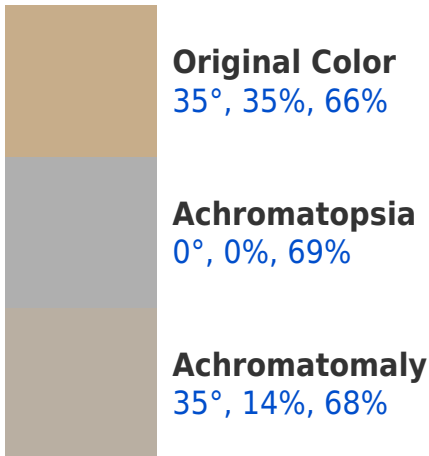 Original Color
35°, 35%, 66%
Achromatopsia
0°, 0%, 69%
Achromatomaly
35°, 14%, 68%